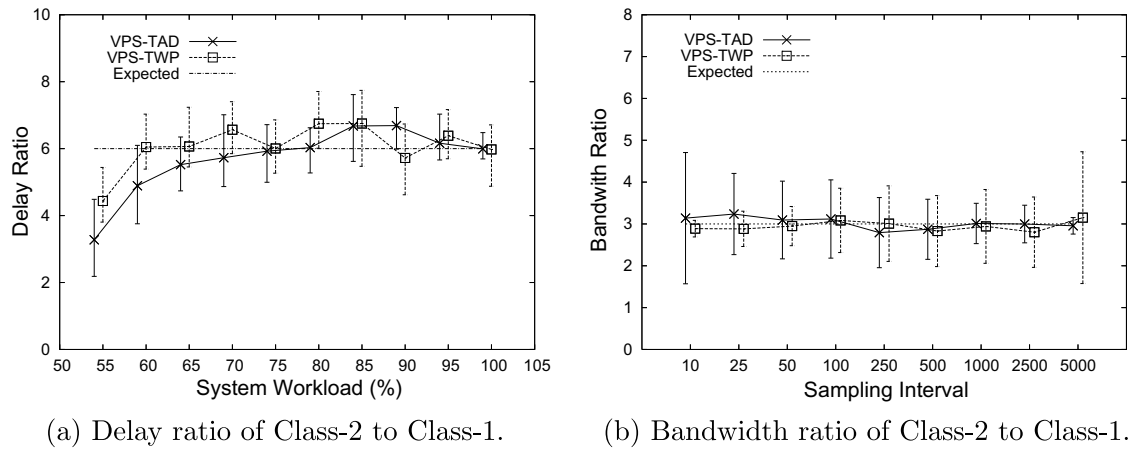 10
8
6
4
2
0
Delay Ratio
VPS-TAD
VPS-TWP
Expected
50 55 60 65 70 75 80 85 90 95 100 105
System Workload (%)
(a) Delay ratio of Class-2 to Class-1.
8
7
6
5
4
3
2
1
0
Bandwith Ratio
VPS-TAD
VPS-TWP
Expected
10 25 50 100 250 500 1000 2500 5000
Sampling Interval
(b) Bandwidth ratio of Class-2 to Class-1.